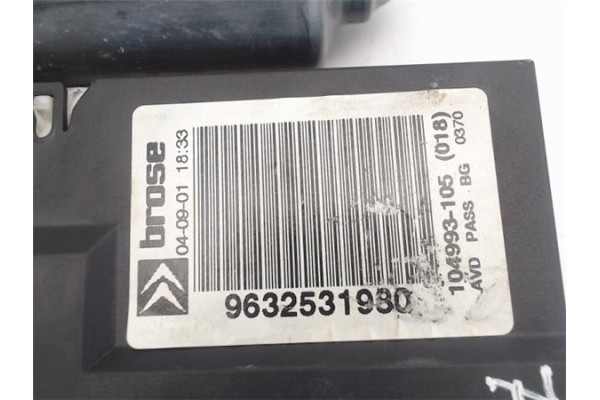 brose
04-09-01 18:33
9632531980
104993-105 (018)
AVD PASS . BG 0370